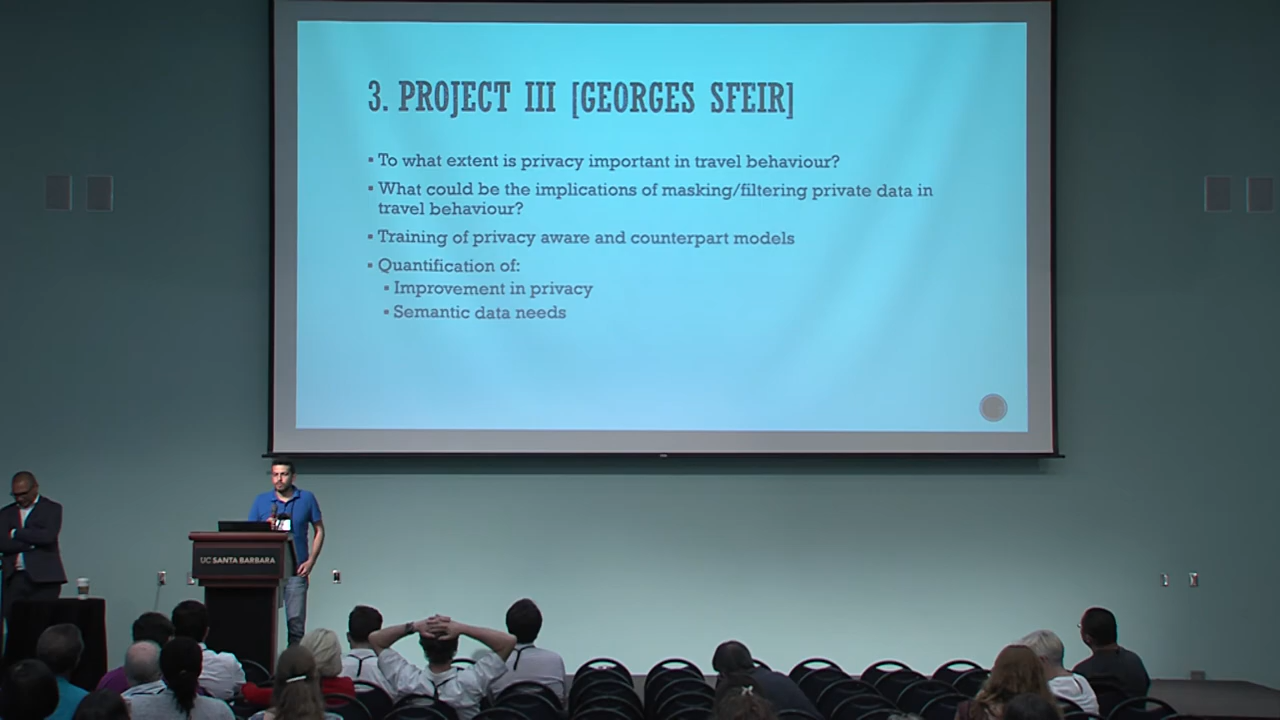 3. PROJECT III [GEORGES SFEIR]
▪ To what extent is privacy important in travel behaviour?
▪ What could be the implications of masking/filtering private data in
travel behaviour?
▪ Training of privacy aware and counterpart models
▪ Quantification of:
▪ Improvement in privacy
▪ Semantic data needs
UC SANTA BARBARA